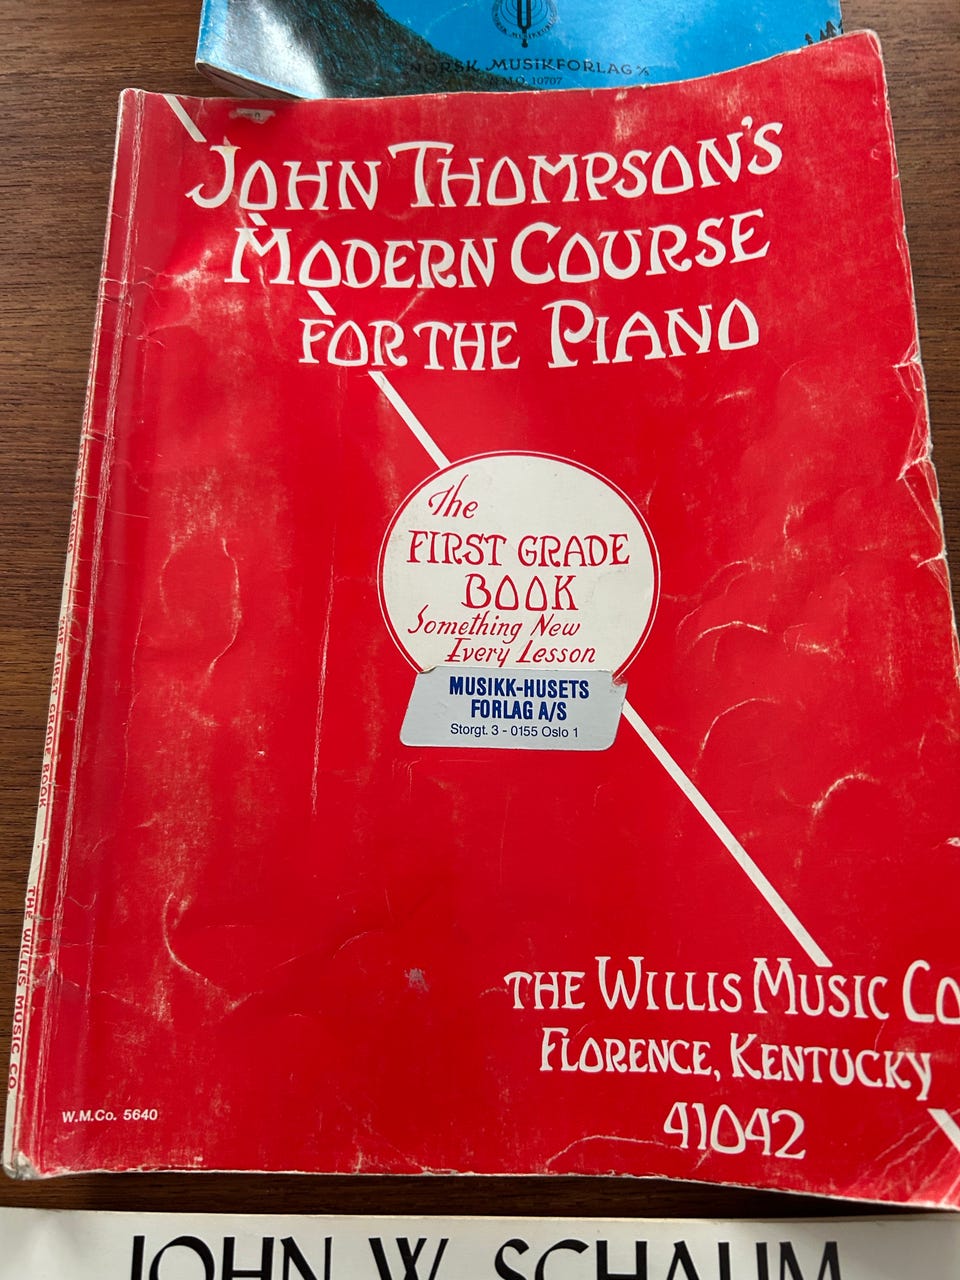 NORSK MUSIKFORLAG A/S
N.M.O. 10707
JOHN THOMPSON'S
MODERN COURSE
FOR THE PIANO
The
FIRST GRADE
BOOK
Something New
Every Lesson
MUSIKK-HUSETS
FORLAG A/S
Storgt. 3 - 0155 Oslo 1
THE WILLIS MUSIC CO
FLORENCE, KENTUCKY
41042
W.M.Co. 5640
THE FIRST GRADE BOOK
THE WILLIS MUSIC CO
JOHN W. SCHAUM